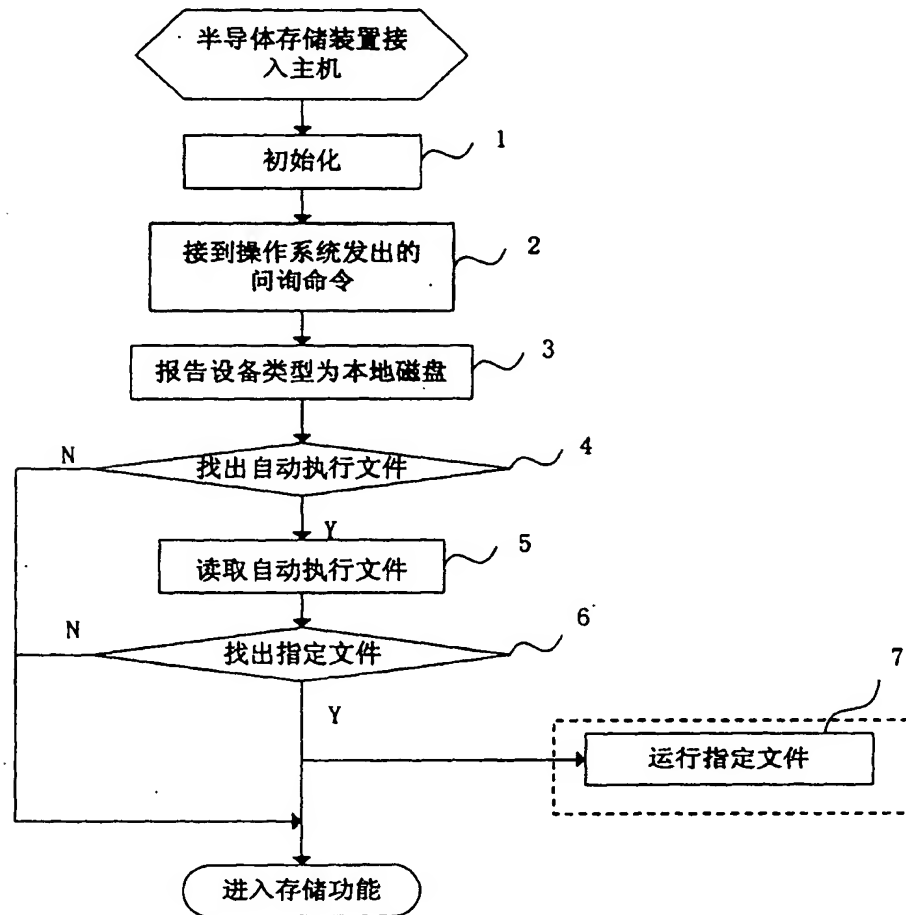 半导体存储装置接
入主机
1
初始化
2
接到操作系统发出的
问询命令
3
报告设备类型为本地磁盘
4
N
找出自动执行文件
Y
5
读取自动执行文件
6
N
找出指定文件
Y
7
运行指定文件
进入存储功能